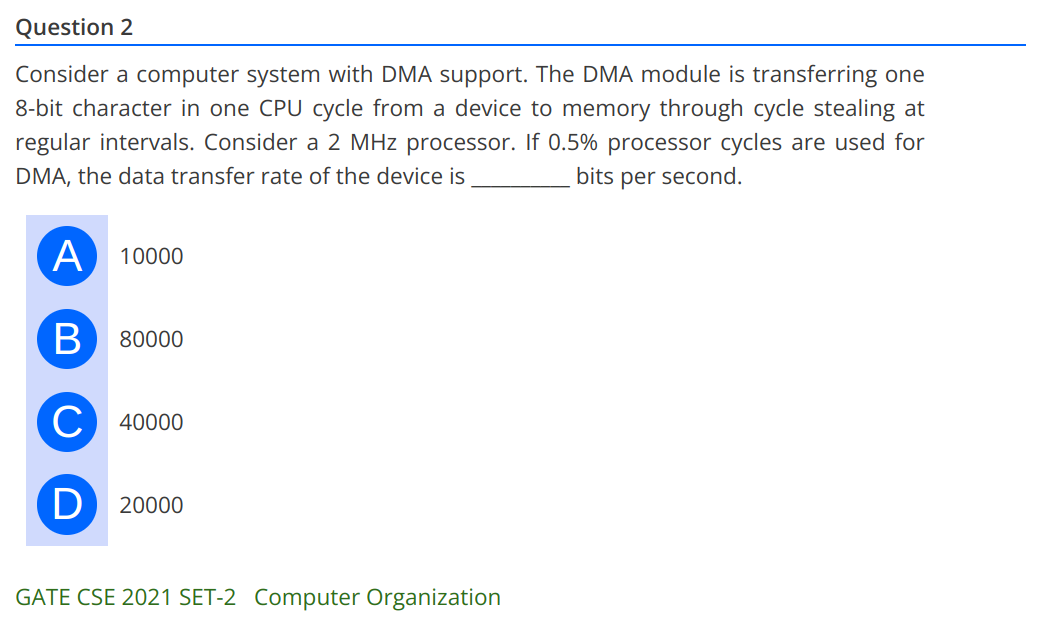 Question 2
Consider a computer system with DMA support. The DMA module is transferring one
8-bit character in one CPU cycle from a device to memory through cycle stealing at
regular intervals. Consider a 2 MHz processor. If 0.5% processor cycles are used for
DMA, the data transfer rate of the device is __________ bits per second.
A 10000
B 80000
C 40000
D 20000
GATE CSE 2021 SET-2 Computer Organization